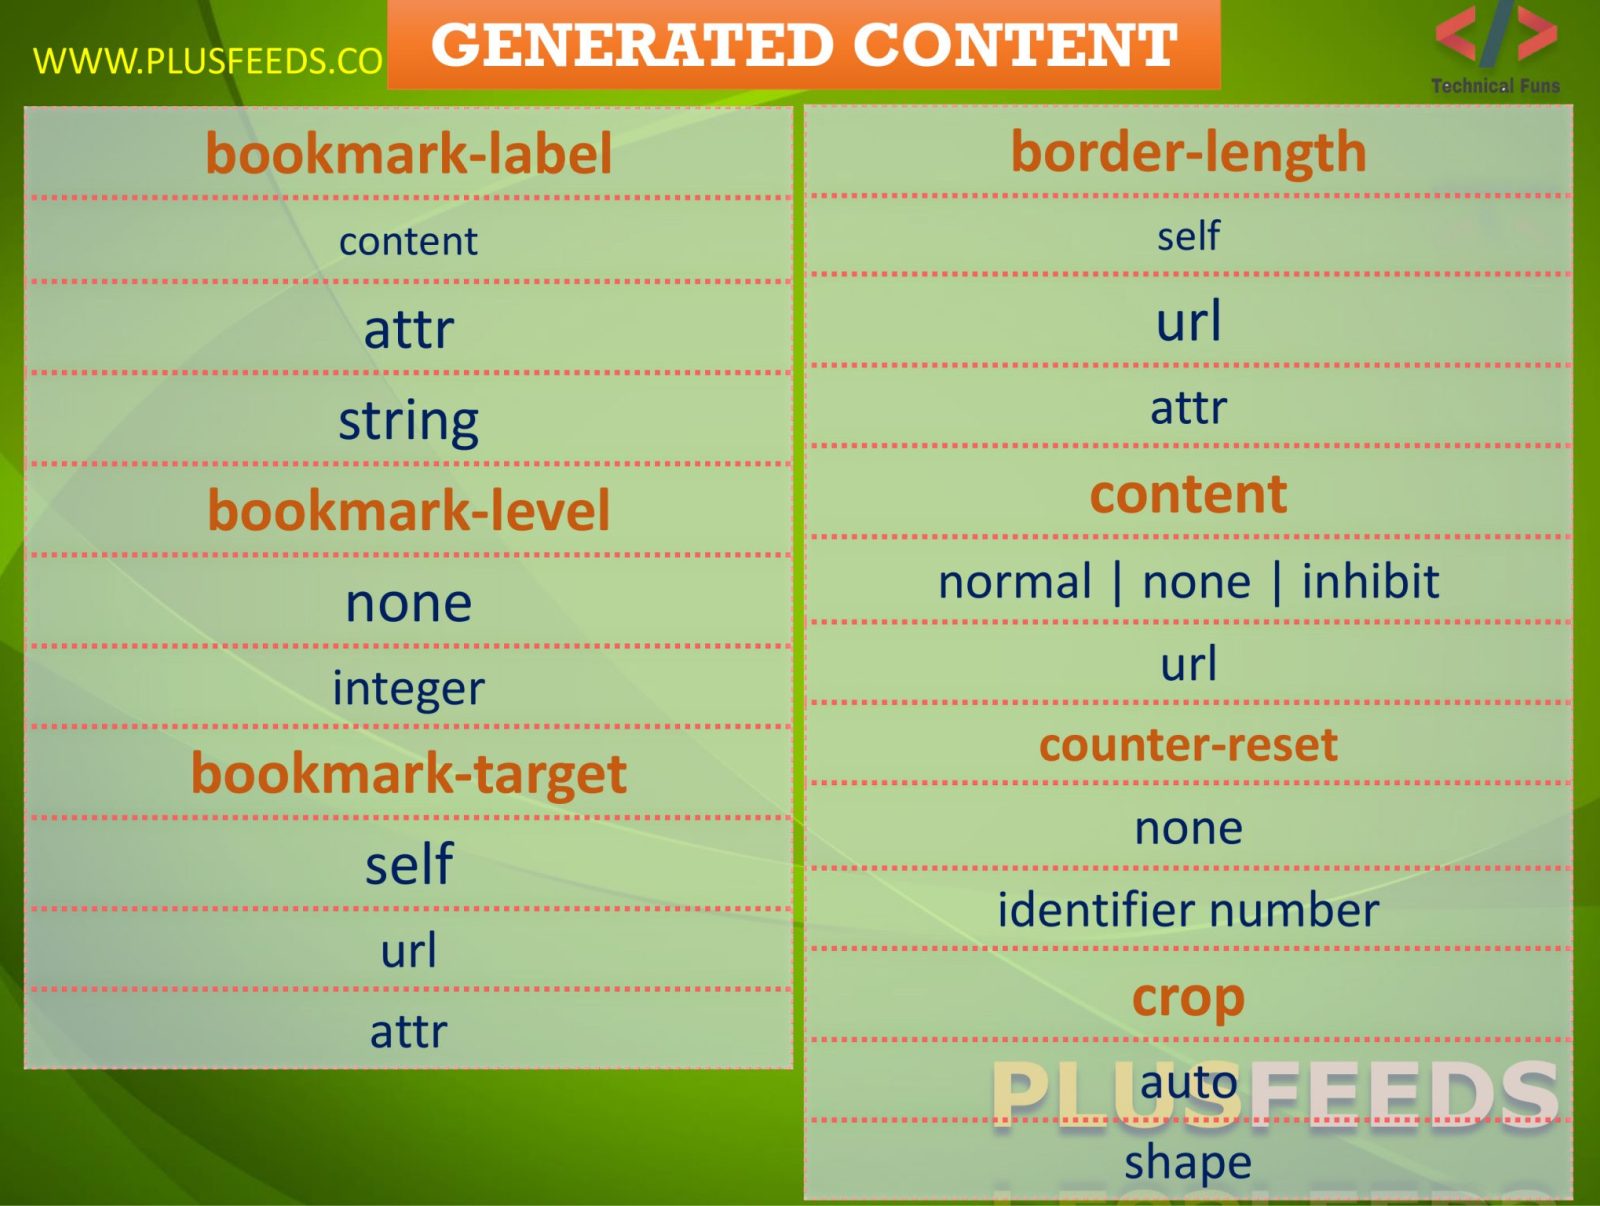 WWW.PLUSFEEDS.CO
GENERATED CONTENT
</>
Technical Funs
bookmark-label
content
attr
string
bookmark-level
none
integer
bookmark-target
self
url
attr
border-length
self
url
attr
content
normal | none | inhibit
url
counter-reset
none
identifier number
crop
auto
PLUSFEEDS
shape